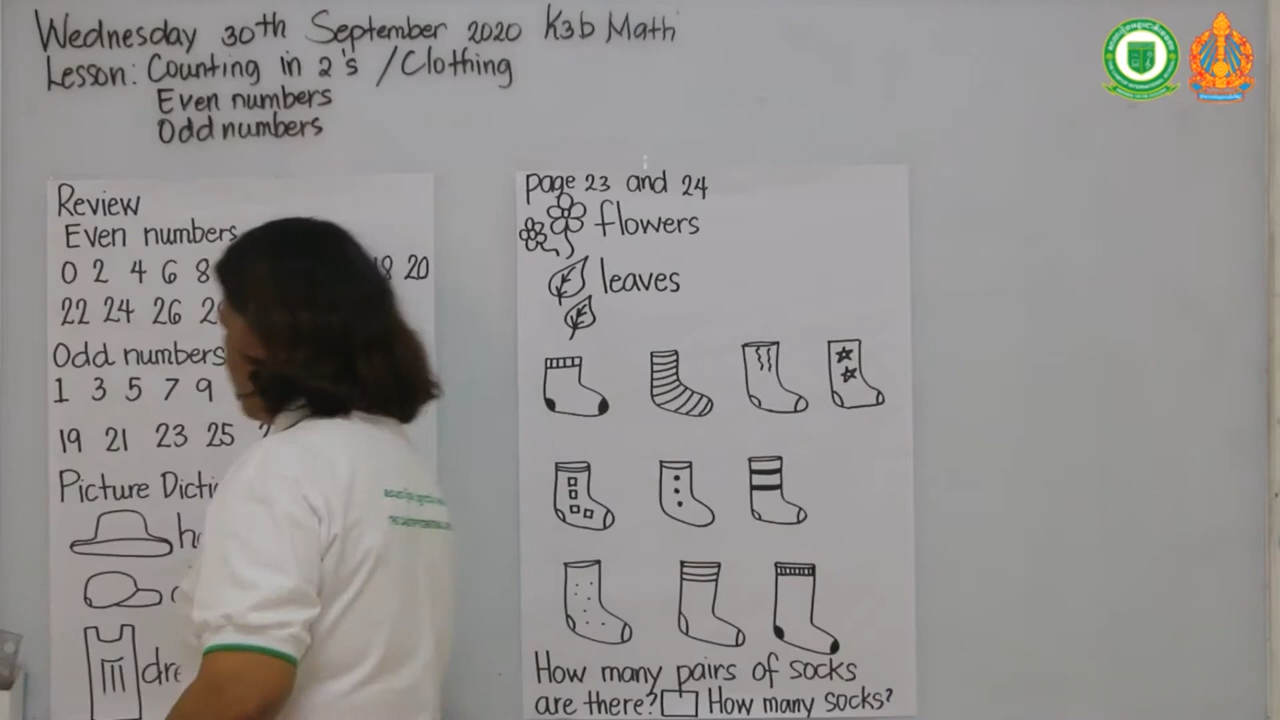 Wednesday 30th September 2020 K3b Math
Lesson: Counting in 2's / Clothing
Even numbers
Odd numbers
Review
Even numbers
0 2 4 6 8 20
22 24 26
Odd numbers
1 3 5 7 9
19 21 23 25
Picture
page 23 and 24
flowers
leaves
How many pairs of socks
are there? How many socks?